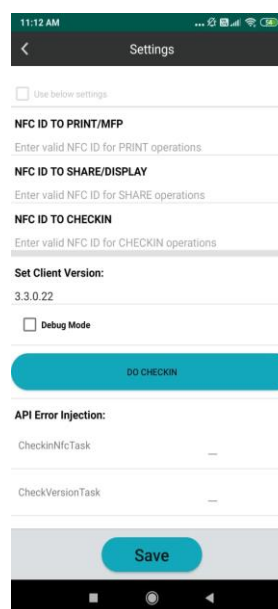 11:12 AM
...
58
Settings
Use below settings
NFC ID TO PRINT/MFP
Enter valid NFC ID for PRINT operations
NFC ID TO SHARE/DISPLAY
Enter valid NFC ID for SHARE operations
NFC ID TO CHECKIN
Enter valid NFC ID for CHECKIN operations
Set Client Version:
3.3.0.22
Debug Mode
DO CHECKIN
API Error Injection:
CheckinNfcTask
CheckVersionTask
Save